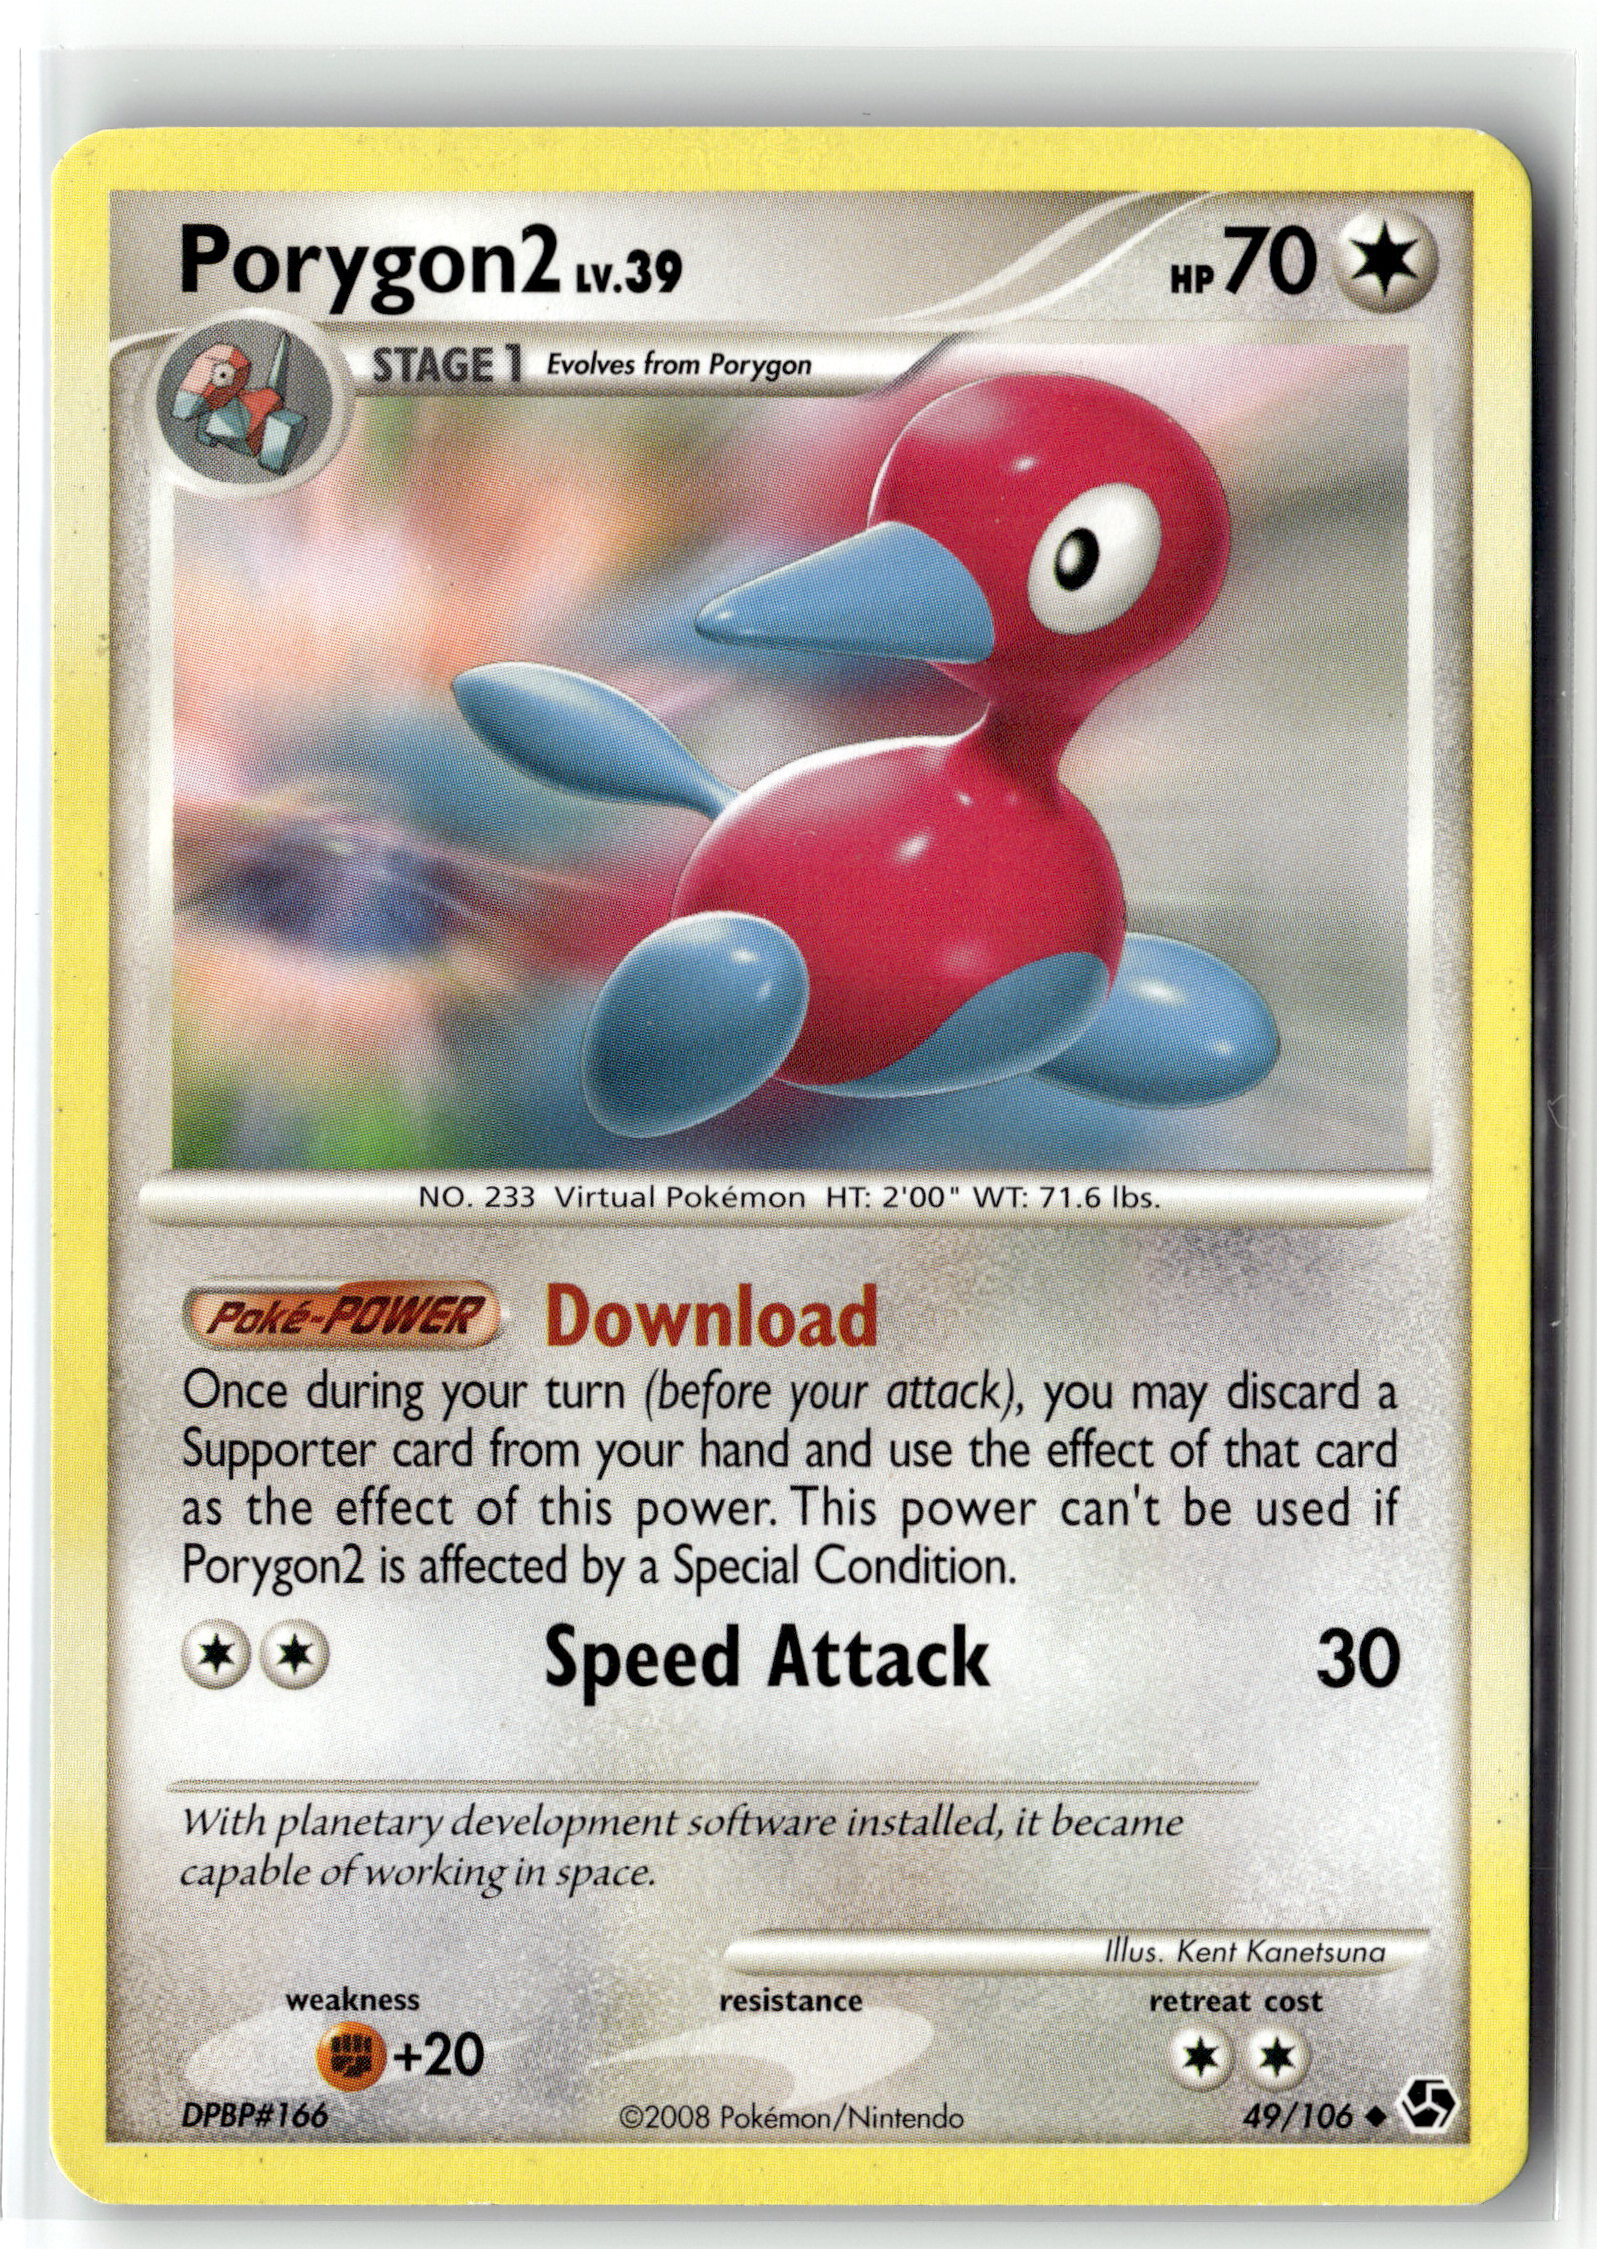 Porygon2 LV.39 HP 70
STAGE 1 Evolves from Porygon
NO. 233 Virtual Pokémon HT: 2'00" WT: 71.6 lbs.
Poké-POWER Download
Once during your turn (before your attack), you may discard a
Supporter card from your hand and use the effect of that card
as the effect of this power. This power can't be used if
Porygon2 is affected by a Special Condition.
Speed Attack 30
With planetary development software installed, it became
capable of working in space.
Illus. Kent Kanetsuna
weakness resistance retreat cost
+20
DPBP#166 ©2008 Pokémon/Nintendo 49/106